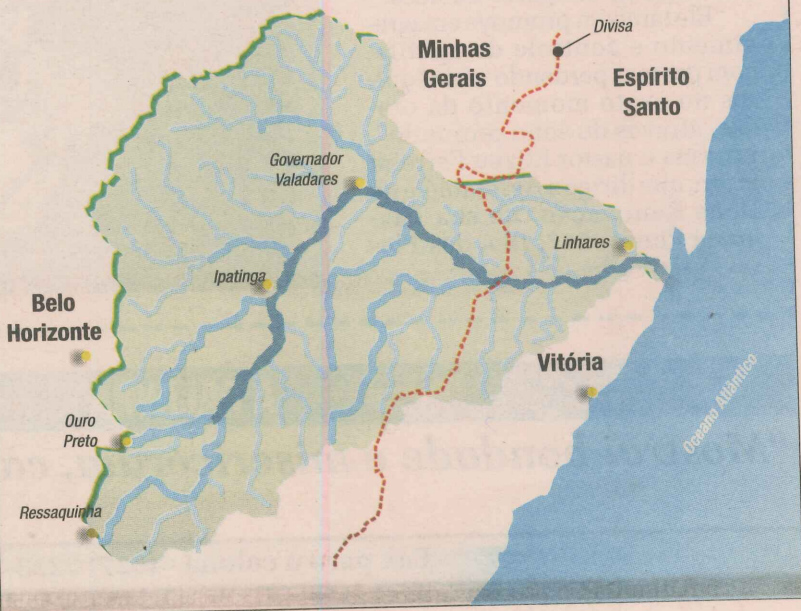 Divisa
Minhas
Gerais
Espírito
Santo
Governador
Valadares
Linhares
Ipatinga
Belo
Horizonte
Vitória
Oceano Atlântico
Ouro
Preto
Ressaquinha